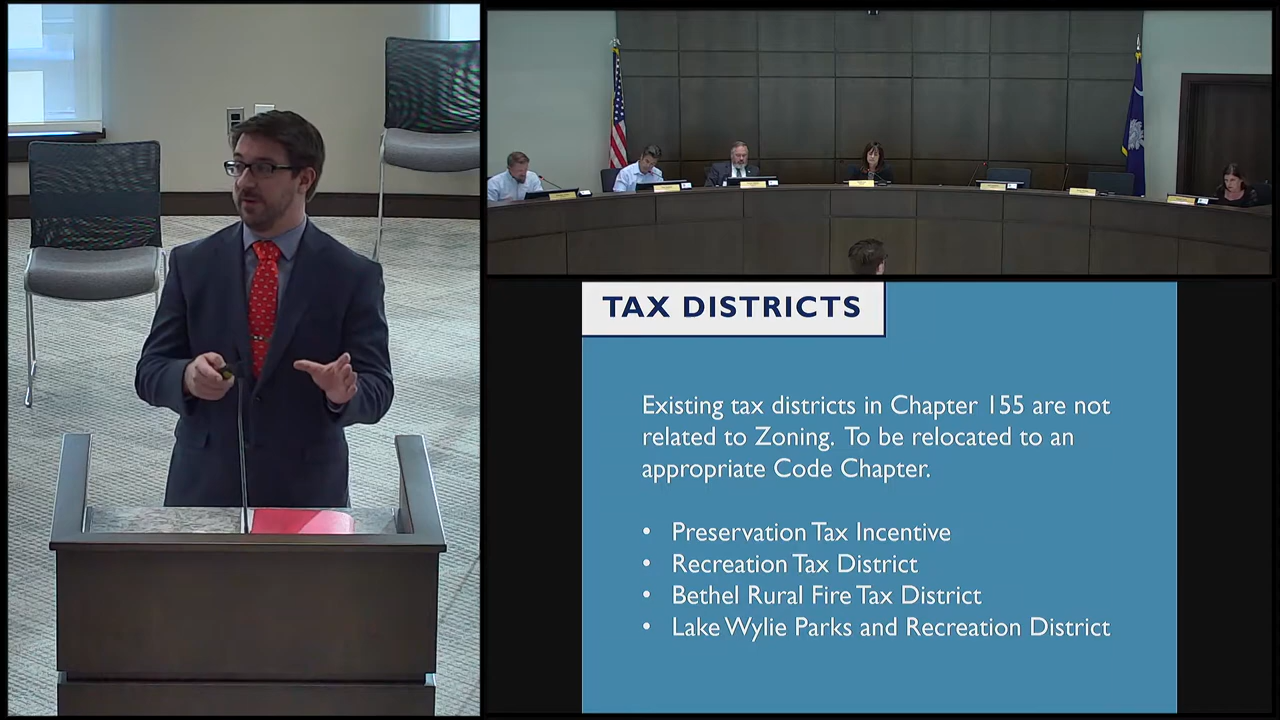 TAX DISTRICTS
Existing tax districts in Chapter 155 are not
related to Zoning. To be relocated to an
appropriate Code Chapter.
• Preservation Tax Incentive
• Recreation Tax District
• Bethel Rural Fire Tax District
• Lake Wylie Parks and Recreation District